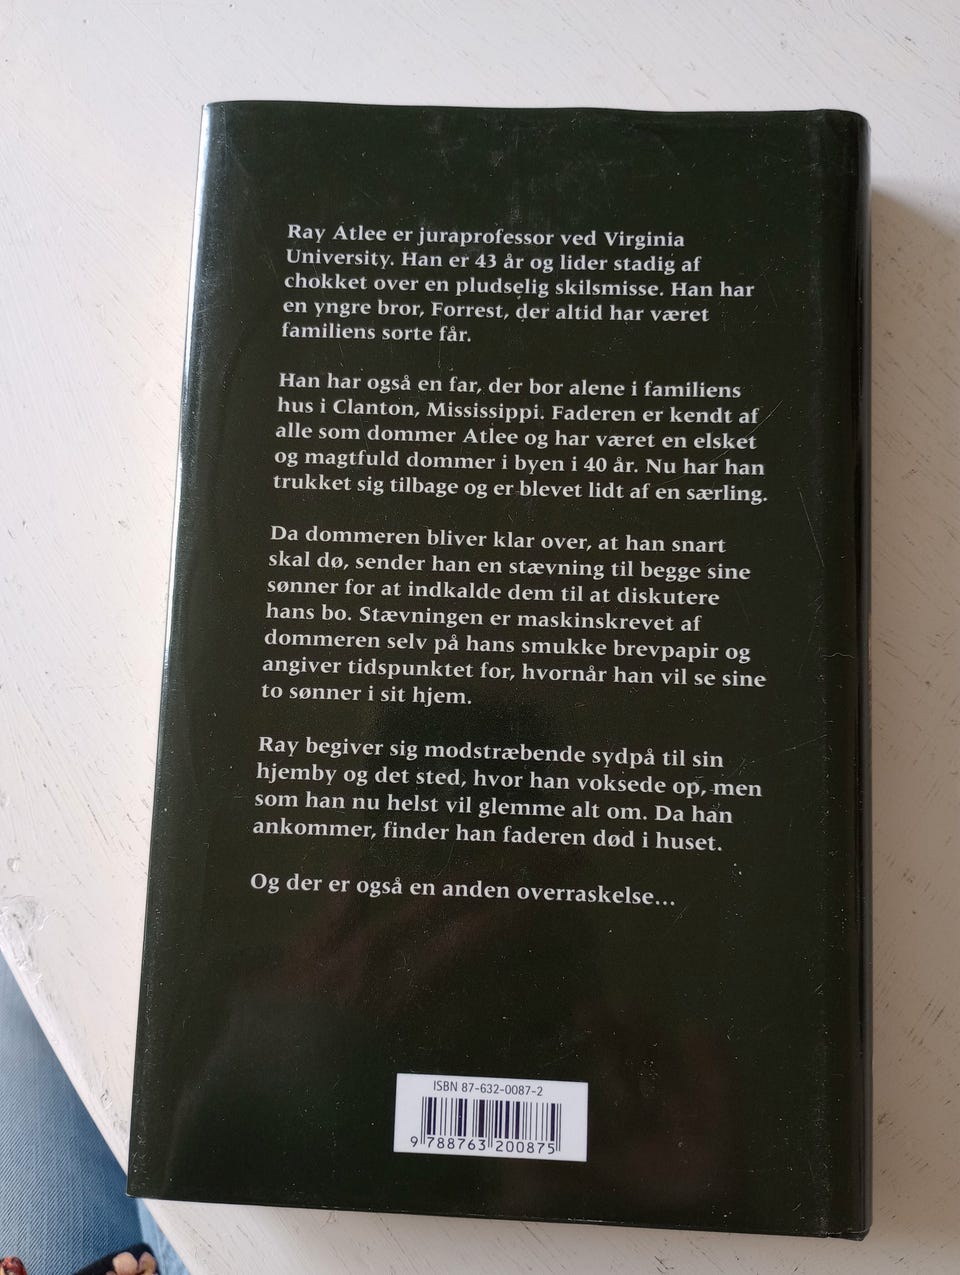 Ray Atlee er juraprofessor ved Virginia
University. Han er 43 år og lider stadig af
chokket over en pludselig skilsmisse. Han har
en yngre bror, Forrest, der altid har været
familiens sorte får.
Han har også en far, der bor alene i familiens
hus i Clanton, Mississippi. Faderen er kendt af
alle som dommer Atlee og har været en elsket
og magtfuld dommer i byen i 40 år. Nu har han
trukket sig tilbage og er blevet lidt af en særling.
Da dommeren bliver klar over, at han snart
skal dø, sender han en stævning til begge sine
sønner for at indkalde dem til at diskutere
hans bo. Stævningen er maskinskrevet af
dommeren selv på hans smukke brevpapir og
angiver tidspunktet for, hvornår han vil se sine
to sønner i sit hjem.
Ray begiver sig modstræbende sydpå til sin
hjemby og det sted, hvor han voksede op, men
som han nu helst vil glemme alt om. Da han
ankommer, finder han faderen død i huset.
Og der er også en anden overraskelse...
ISBN 87-632-0087-2
9 788763 200875